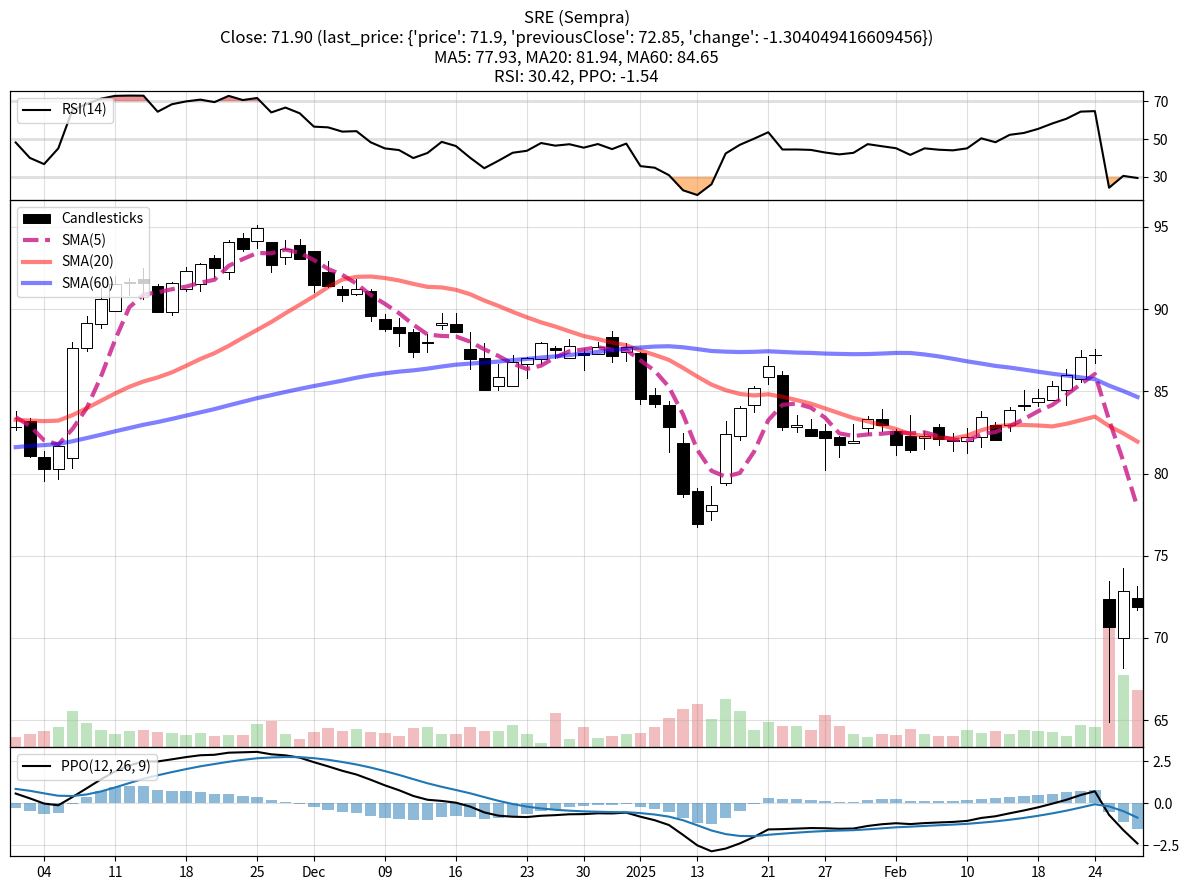 SRE (Sempra)
Close: 71.90 (last_price: {'price': 71.9, 'previousClose': 72.85, 'change': -1.304049416609456})
MA5: 77.93, MA20: 81.94, MA60: 84.65
RSI: 30.42, PPO: -1.54
RSI(14)
70
50
30
Candlesticks
SMA(5)
SMA(20)
SMA(60)
95
90
85
80
75
70
65
PPO(12, 26, 9)
2.5
0.0
−2.5
04 11 18 25 Dec 09 16 23 30 2025 13 21 27 Feb 10 18 24